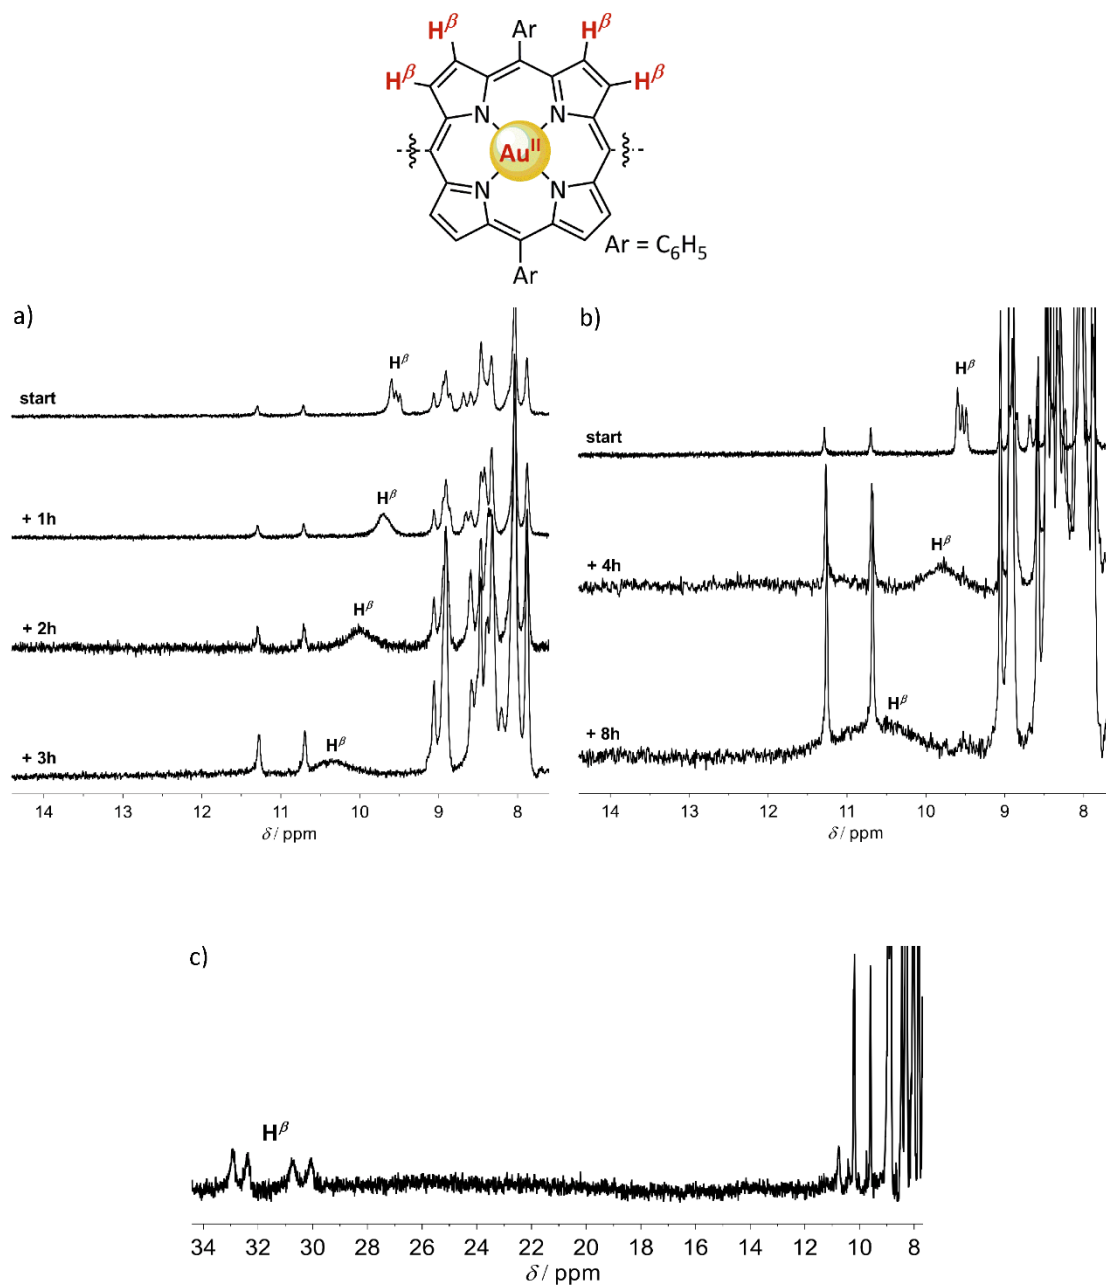 Hβ Ar Hβ
Hβ Hβ
N N
AuII
N N
Ar = C6H5
Ar
a)
Hβ
start
Hβ
+ 1h
Hβ
+ 2h
Hβ
+ 3h
14 13 12 11 10 9 8
δ / ppm
b)
Hβ
start
Hβ
+ 4h
Hβ
+ 8h
14 13 12 11 10 9 8
δ / ppm
c)
Hβ
34 32 30 28 26 24 22 20 18 16 14 12 10 8
δ / ppm